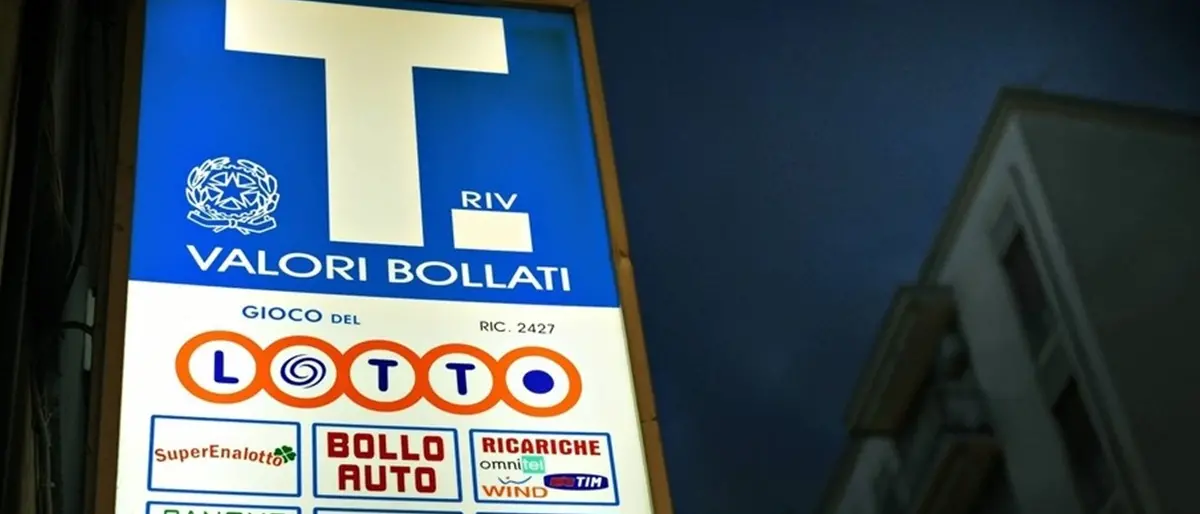 T.
RIV
VALORI BOLLATI
GIOCO DEL
RIC. 2427
LOTTO
SuperEnalotto
BOLLO
AUTO
RICARICHE
omnitel
WIND
TIM